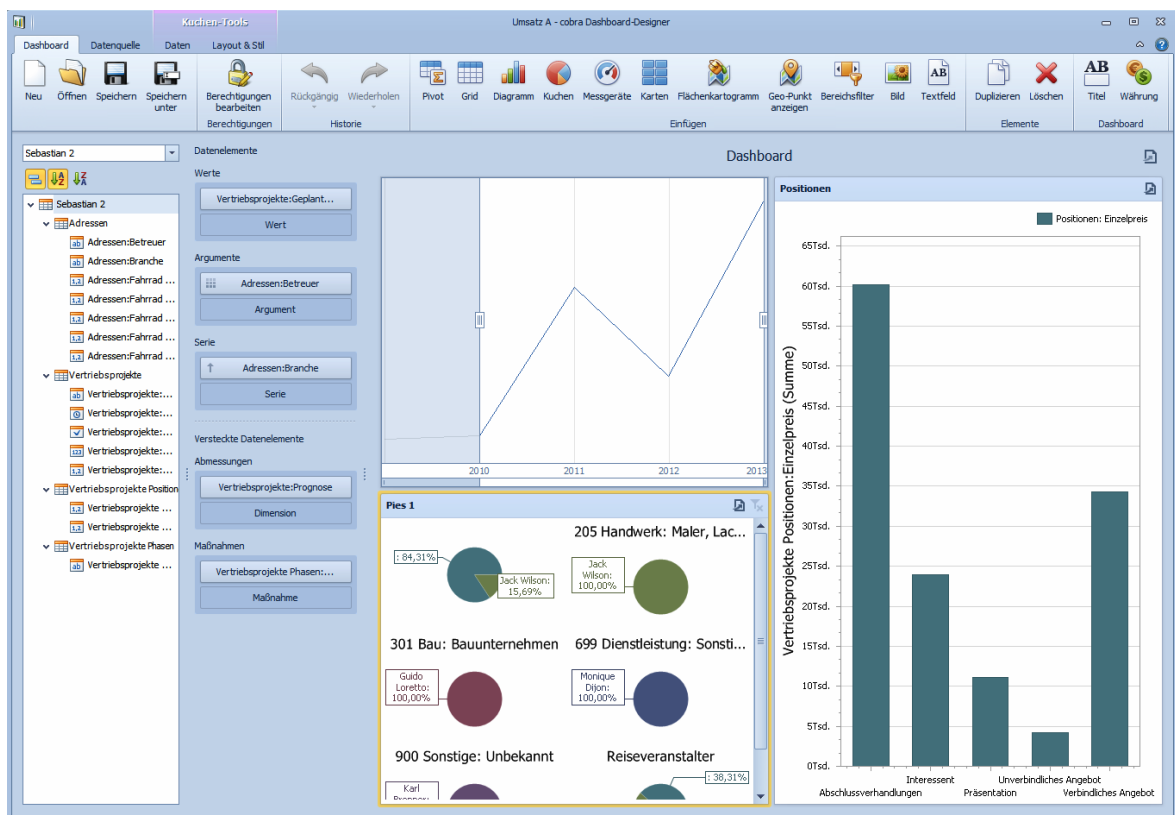 Kuchen-Tools
Umsatz A - cobra Dashboard-Designer
Dashboard Datenquelle Daten Layout & Stil
Neu Öffnen Speichern Speichern unter
Berechtigungen bearbeiten
Rückgängig Wiederholen
Pivot Grid Diagramm Kuchen Messgeräte Karten Flächenkartogramm Geo-Punkt anzeigen Bereichsfilter Bild Textfeld
Duplizieren Löschen
AB
AB
Titel Währung
Berechtigungen Historie Einfügen Elemente Dashboard
Sebastian 2
Sebastian 2
Adressen
Adressen:Betreuer
Adressen:Branche
Adressen:Fahrrad ...
Adressen:Fahrrad ...
Adressen:Fahrrad ...
Adressen:Fahrrad ...
Adressen:Fahrrad ...
Vertriebsprojekte
Vertriebsprojekte:...
Vertriebsprojekte:...
Vertriebsprojekte:...
Vertriebsprojekte:...
Vertriebsprojekte:...
Vertriebsprojekte Position
Vertriebsprojekte ...
Vertriebsprojekte ...
Vertriebsprojekte Phasen
Vertriebsprojekte ...
Datenelemente
Werte
Vertriebsprojekte:Geplant...
Wert
Argumente
Adressen:Betreuer
Argument
Serie
Adressen:Branche
Serie
Versteckte Datenelemente
Abmessungen
Vertriebsprojekte:Prognose
Dimension
Maßnahmen
Vertriebsprojekte Phasen:...
Maßnahme
Dashboard
2010 2011 2012 2013
Pies 1
: 84,31%
Jack Wilson:
15,69%
205 Handwerk: Maler, Lac...
Jack
Wilson:
100,00%
301 Bau: Bauunternehmen
Guido
Loretto:
100,00%
699 Dienstleistung: Sonsti...
Monique
Dijon:
100,00%
900 Sonstige: Unbekannt
Karl
Reiseveranstalter
: 38,31%
Positionen
Positionen: Einzelpreis
Vertriebsprojekte Positionen:Einzelpreis (Summe)
65Tsd.
60Tsd.
55Tsd.
50Tsd.
45Tsd.
40Tsd.
35Tsd.
30Tsd.
25Tsd.
20Tsd.
15Tsd.
10Tsd.
5Tsd.
0Tsd.
Interessent Unverbindliches Angebot
Abschlussverhandlungen Präsentation Verbindliches Angebot